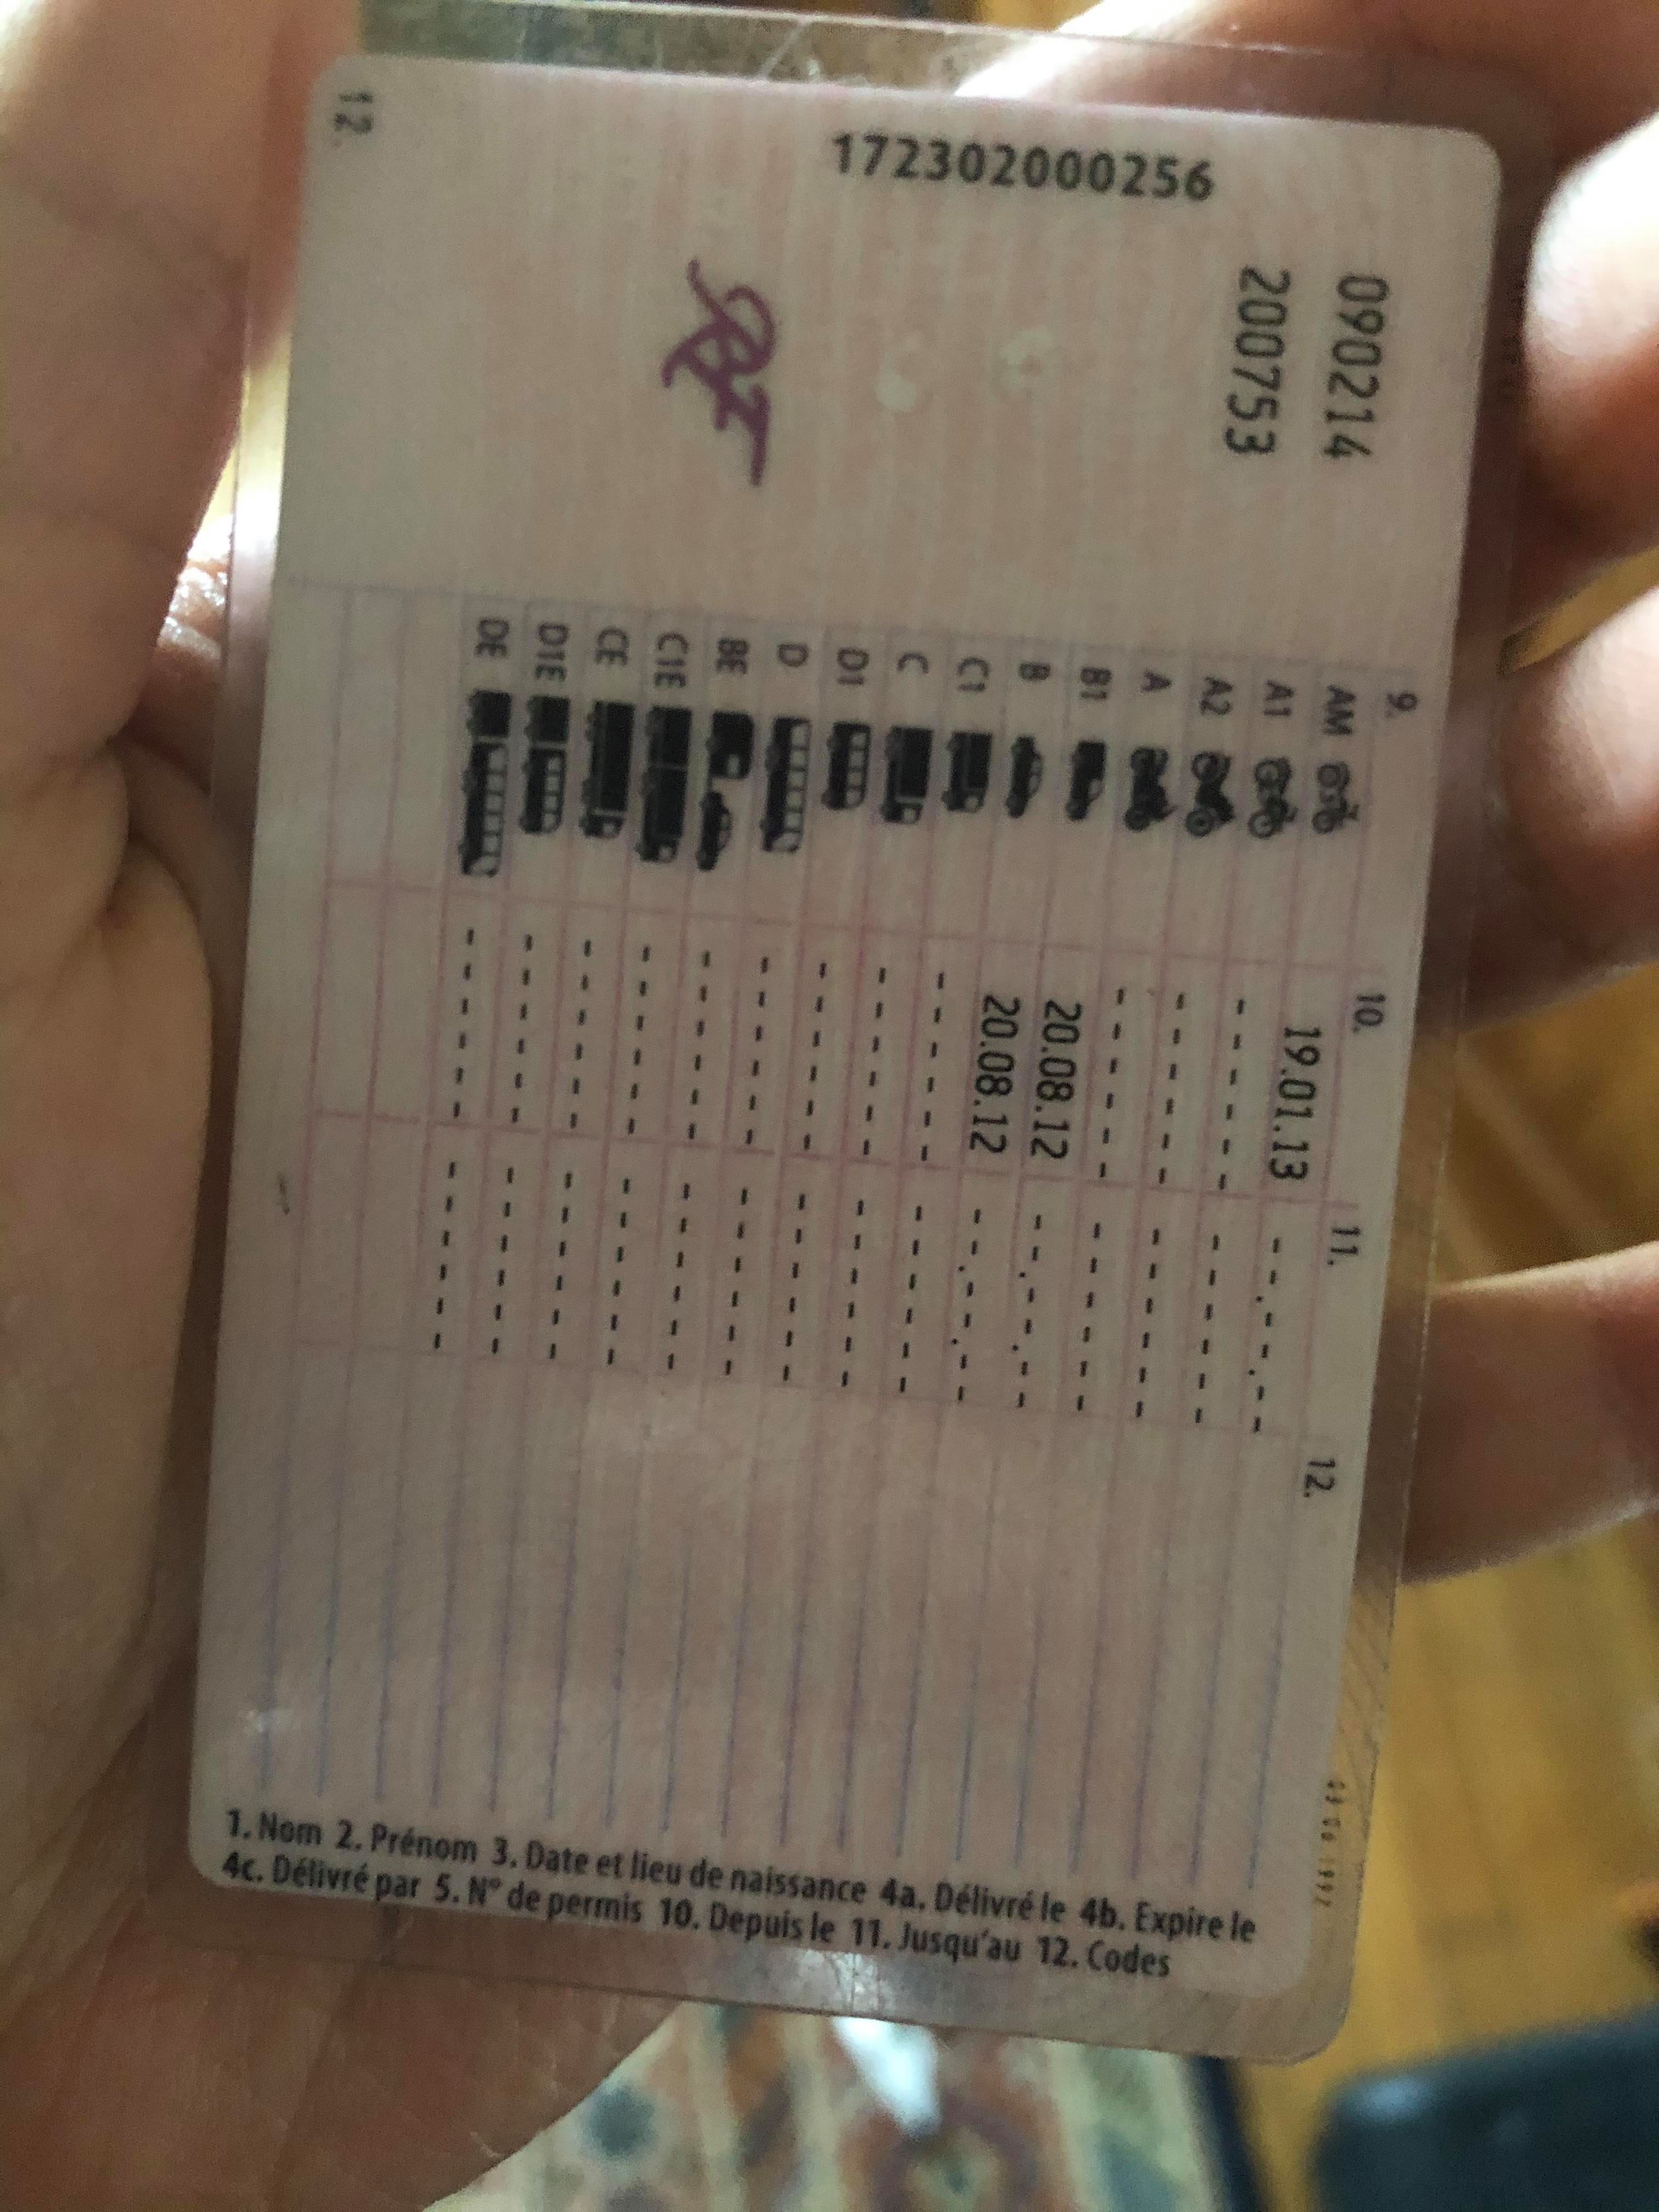 090214
200753
172302000256
9. 10. 11. 12.
AM 19.01.13 --.--.--
A1 ------ ------
A2 ------ ------
A ------ ------
B1 20.08.12 --.--.--
B 20.08.12 --.--.--
C1 ------ ------
C ------ ------
D1 ------ ------
D ------ ------
BE ------ ------
C1E ------ ------
CE ------ ------
D1E ------ ------
DE ------ ------
12.
1. Nom 2. Prénom 3. Date et lieu de naissance 4a. Délivré le 4b. Expire le
4c. Délivré par 5. N° de permis 10. Depuis le 11. Jusqu'au 12. Codes